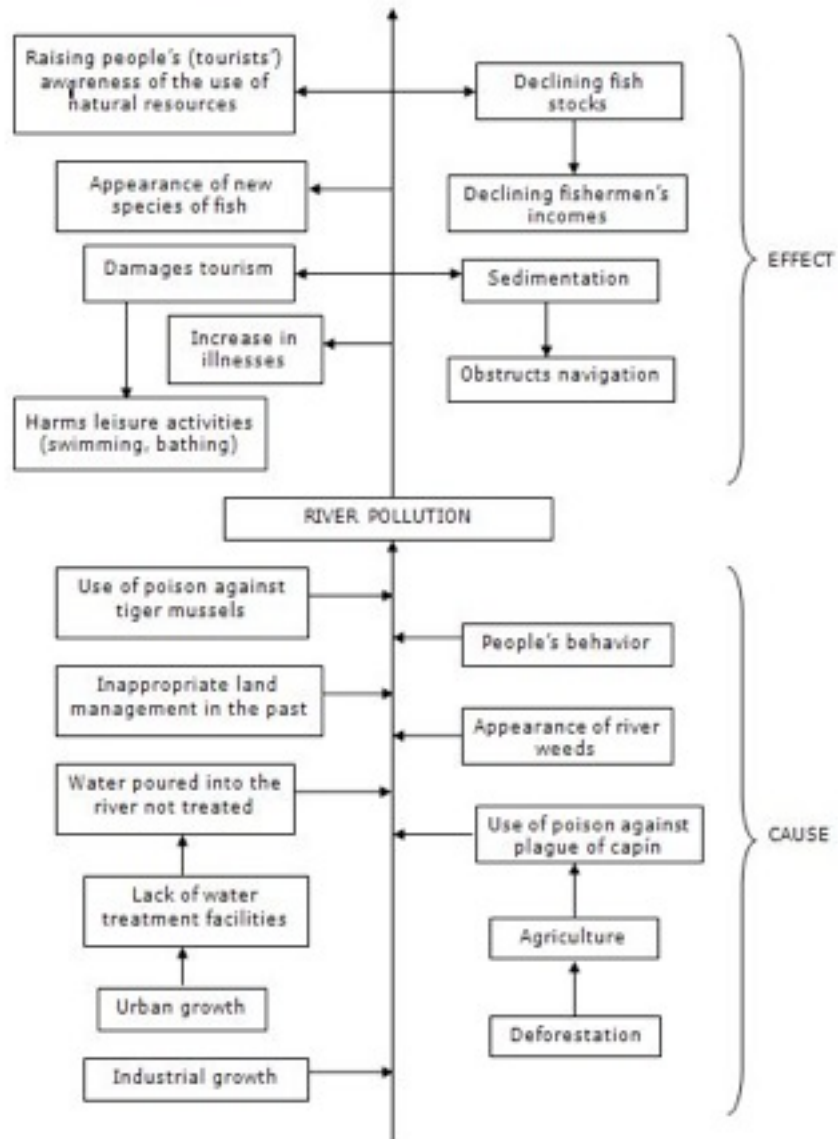 Raising people's (tourists')
awareness of the use of
natural resources
Declining fish
stocks
Appearance of new
species of fish
Declining fishermen's
incomes
Damages tourism
Sedimentation
EFFECT
Increase in
illnesses
Obstructs navigation
Harms leisure activities
(swimming, bathing)
RIVER POLLUTION
Use of poison against
tiger mussels
People's behavior
Inappropriate land
management in the past
Appearance of river
weeds
Water poured into the
river not treated
Use of poison against
plague of capín
CAUSE
Lack of water
treatment facilities
Agriculture
Urban growth
Deforestation
Industrial growth